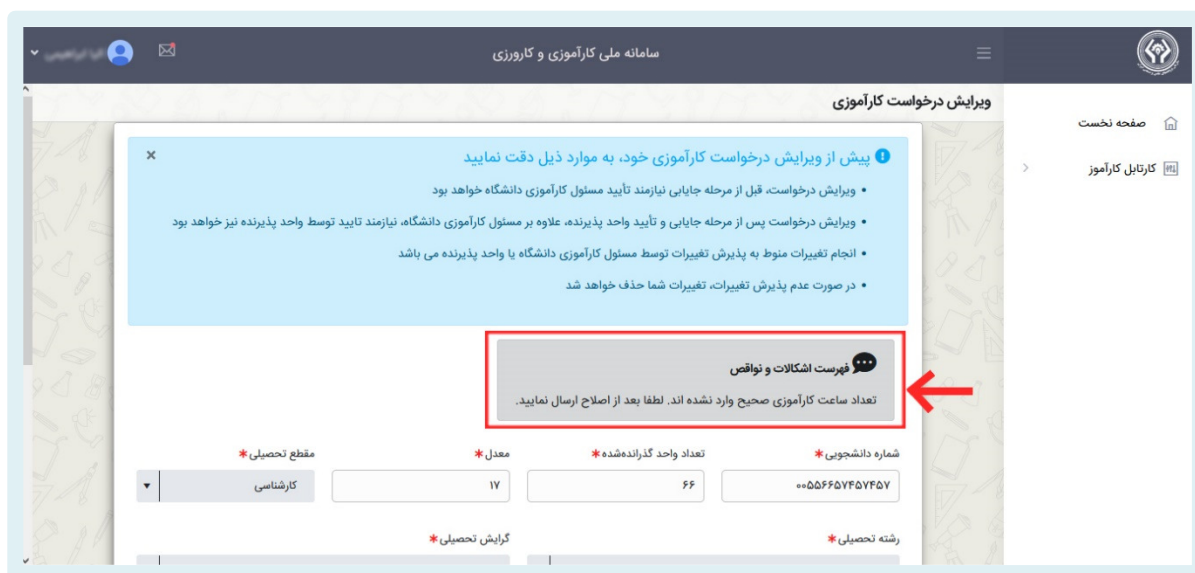 سامانه ملی کارآموزی و کارورزی
صفحه نخست
کارتابل کارآموز
ویرایش درخواست کارآموزی
پیش از ویرایش درخواست کارآموزی خود، به موارد ذیل دقت نمایید
• ویرایش درخواست، قبل از مرحله جایابی نیازمند تأیید مسئول کارآموزی دانشگاه خواهد بود
• ویرایش درخواست پس از مرحله جایابی و تأیید واحد پذیرنده، علاوه بر مسئول کارآموزی دانشگاه، نیازمند تایید توسط واحد پذیرنده نیز خواهد بود
• انجام تغییرات منوط به پذیرش تغییرات توسط مسئول کارآموزی دانشگاه یا واحد پذیرنده می باشد
• در صورت عدم پذیرش تغییرات، تغییرات شما حذف خواهد شد
فهرست اشکالات و نواقص
تعداد ساعت کارآموزی صحیح وارد نشده اند. لطفا بعد از اصلاح ارسال نمایید.
شماره دانشجویی* تعداد واحد گذرانده‌شده* معدل* مقطع تحصیلی*
۰۰۵۵۶۶۵۷۴۵۷۴۵۷ ۶۶ ۱۷ کارشناسی
رشته تحصیلی* گرایش تحصیلی*